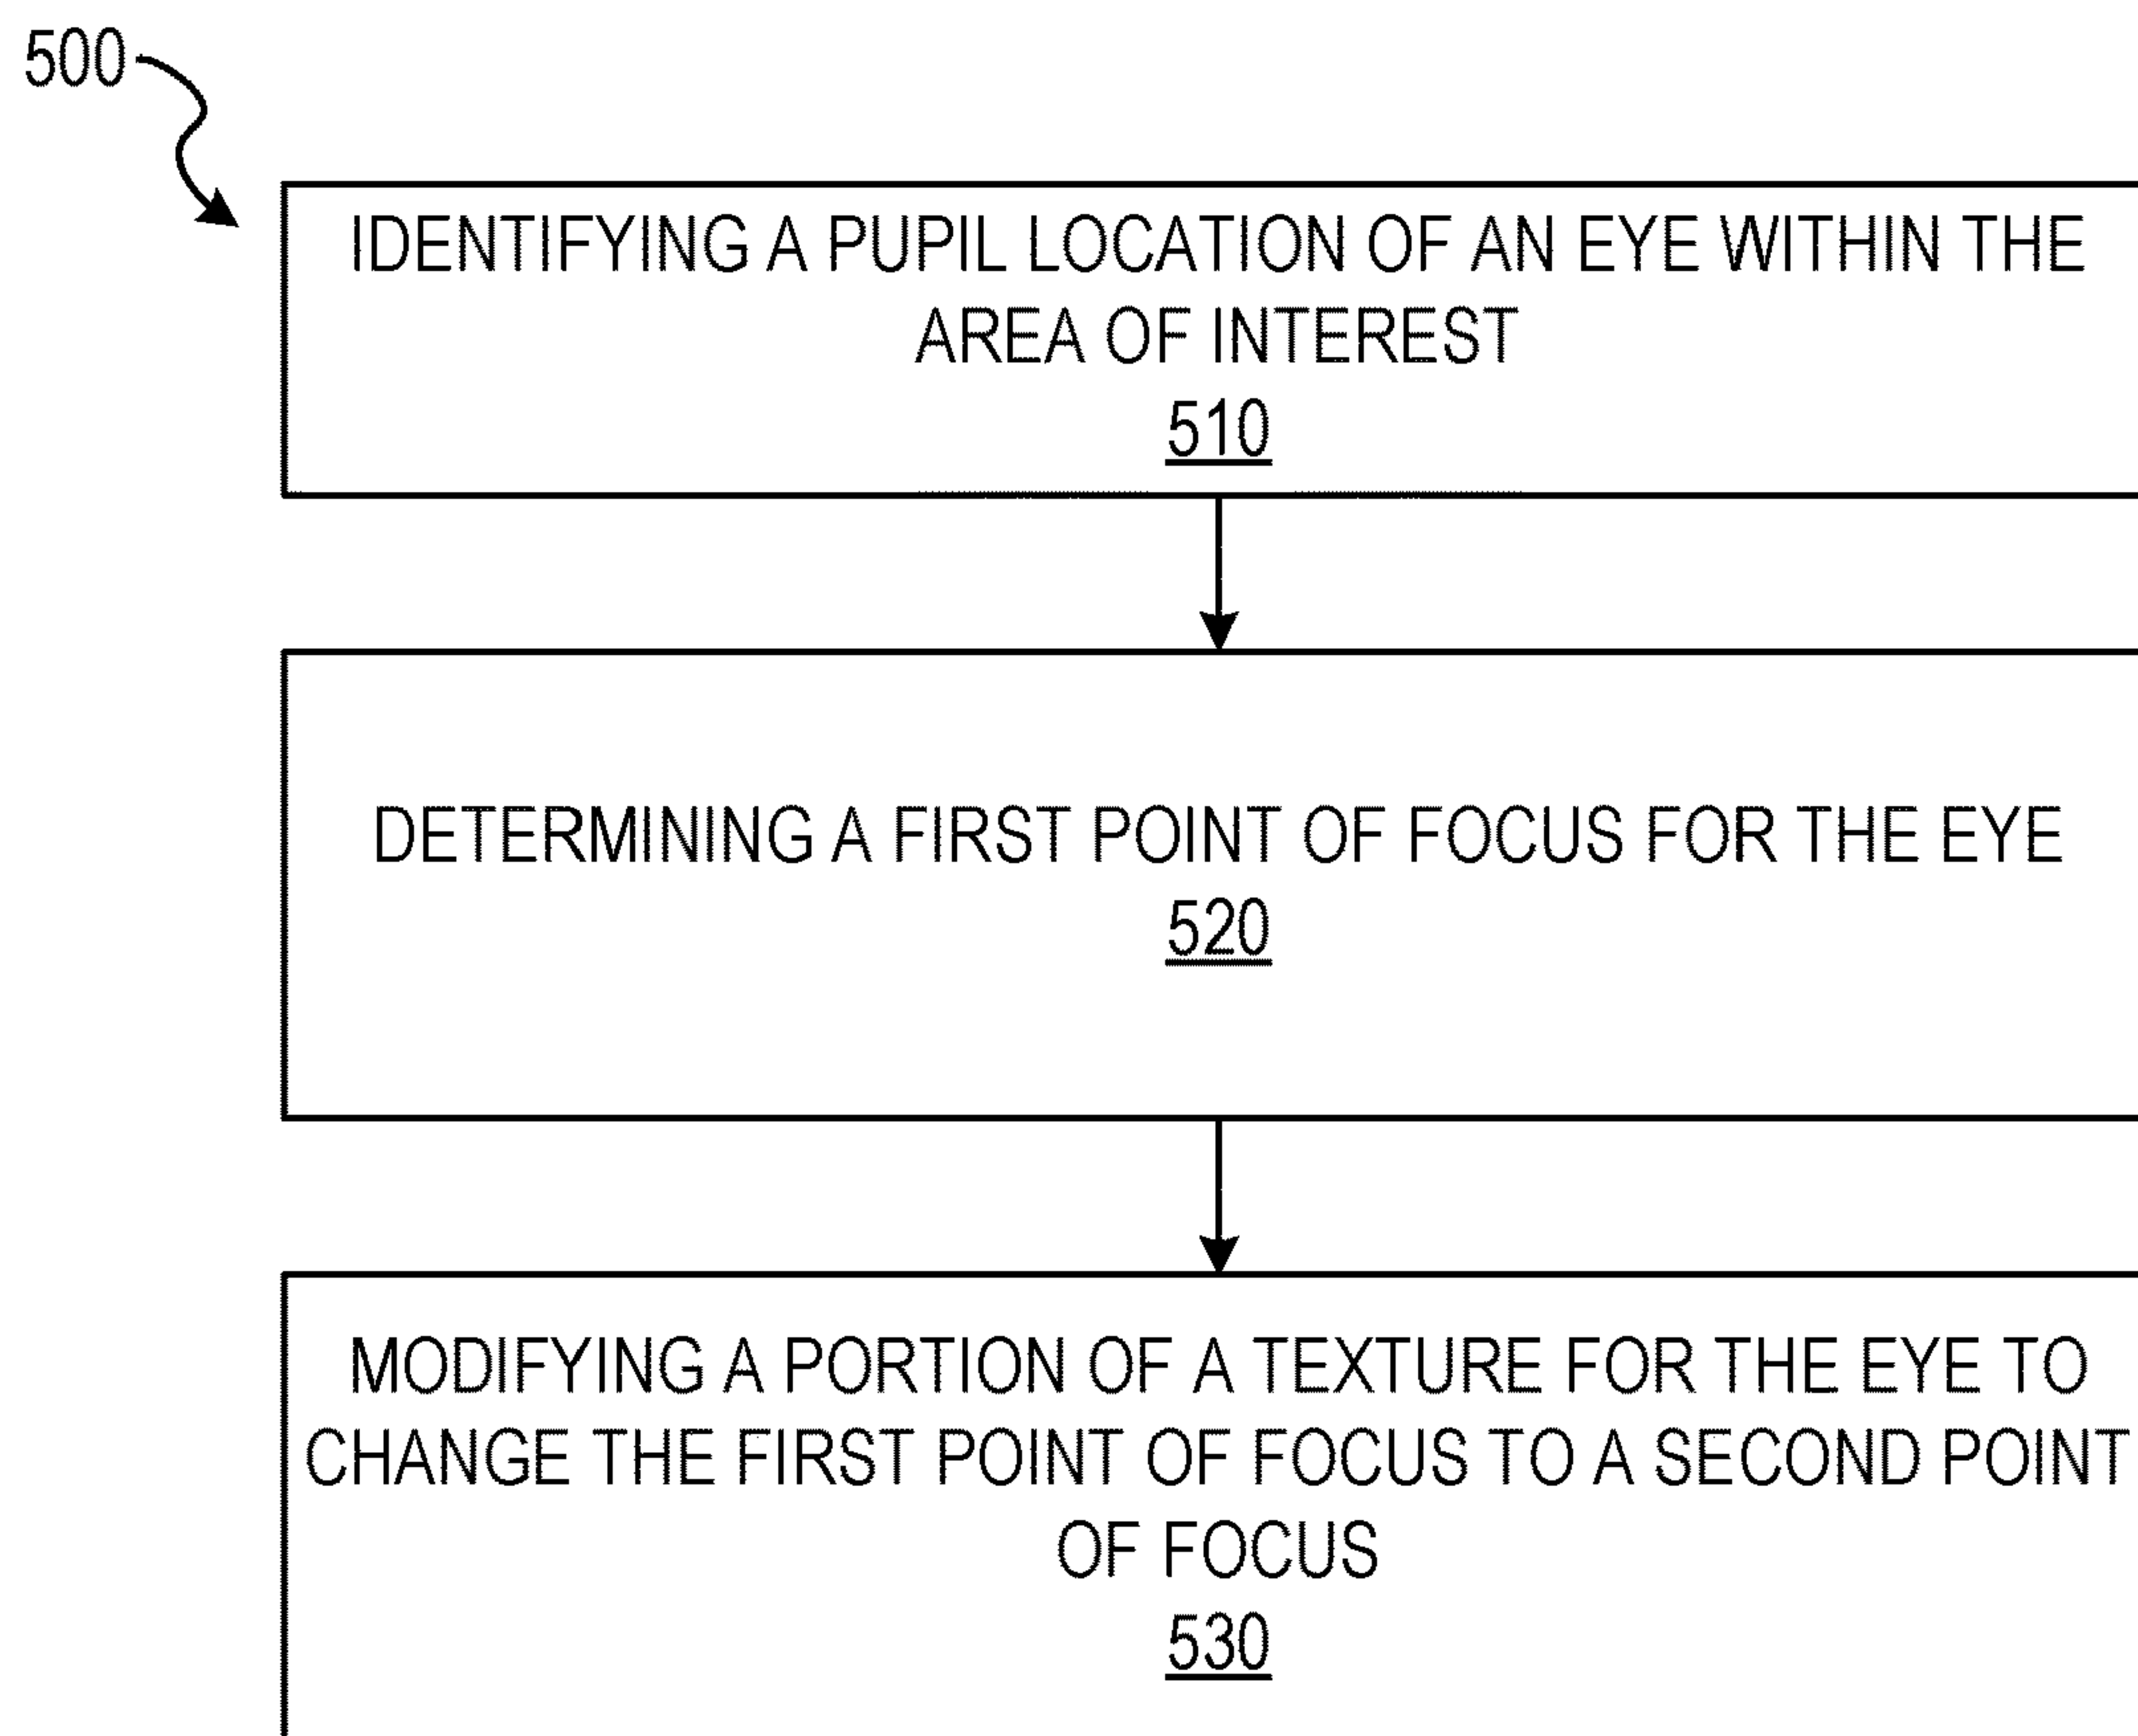 500
IDENTIFYING A PUPIL LOCATION OF AN EYE WITHIN THE
AREA OF INTEREST
510
DETERMINING A FIRST POINT OF FOCUS FOR THE EYE
520
MODIFYING A PORTION OF A TEXTURE FOR THE EYE TO
CHANGE THE FIRST POINT OF FOCUS TO A SECOND POINT
OF FOCUS
530